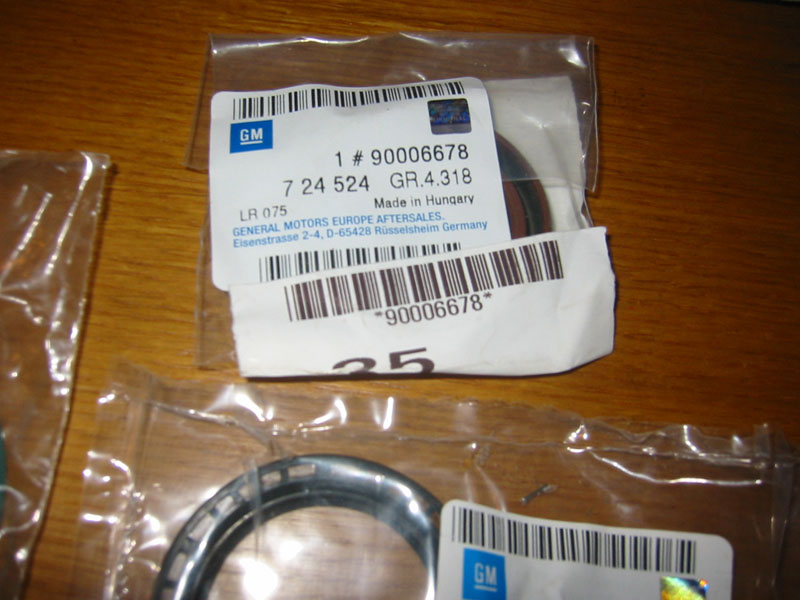 GM
1 # 90006678
7 24 524 GR.4.318
LR 075 Made in Hungary
GENERAL MOTORS EUROPE AFTERSALES.
Eisenstrasse 2-4, D-65428 Rüsselsheim Germany
*90006678*
35
GM